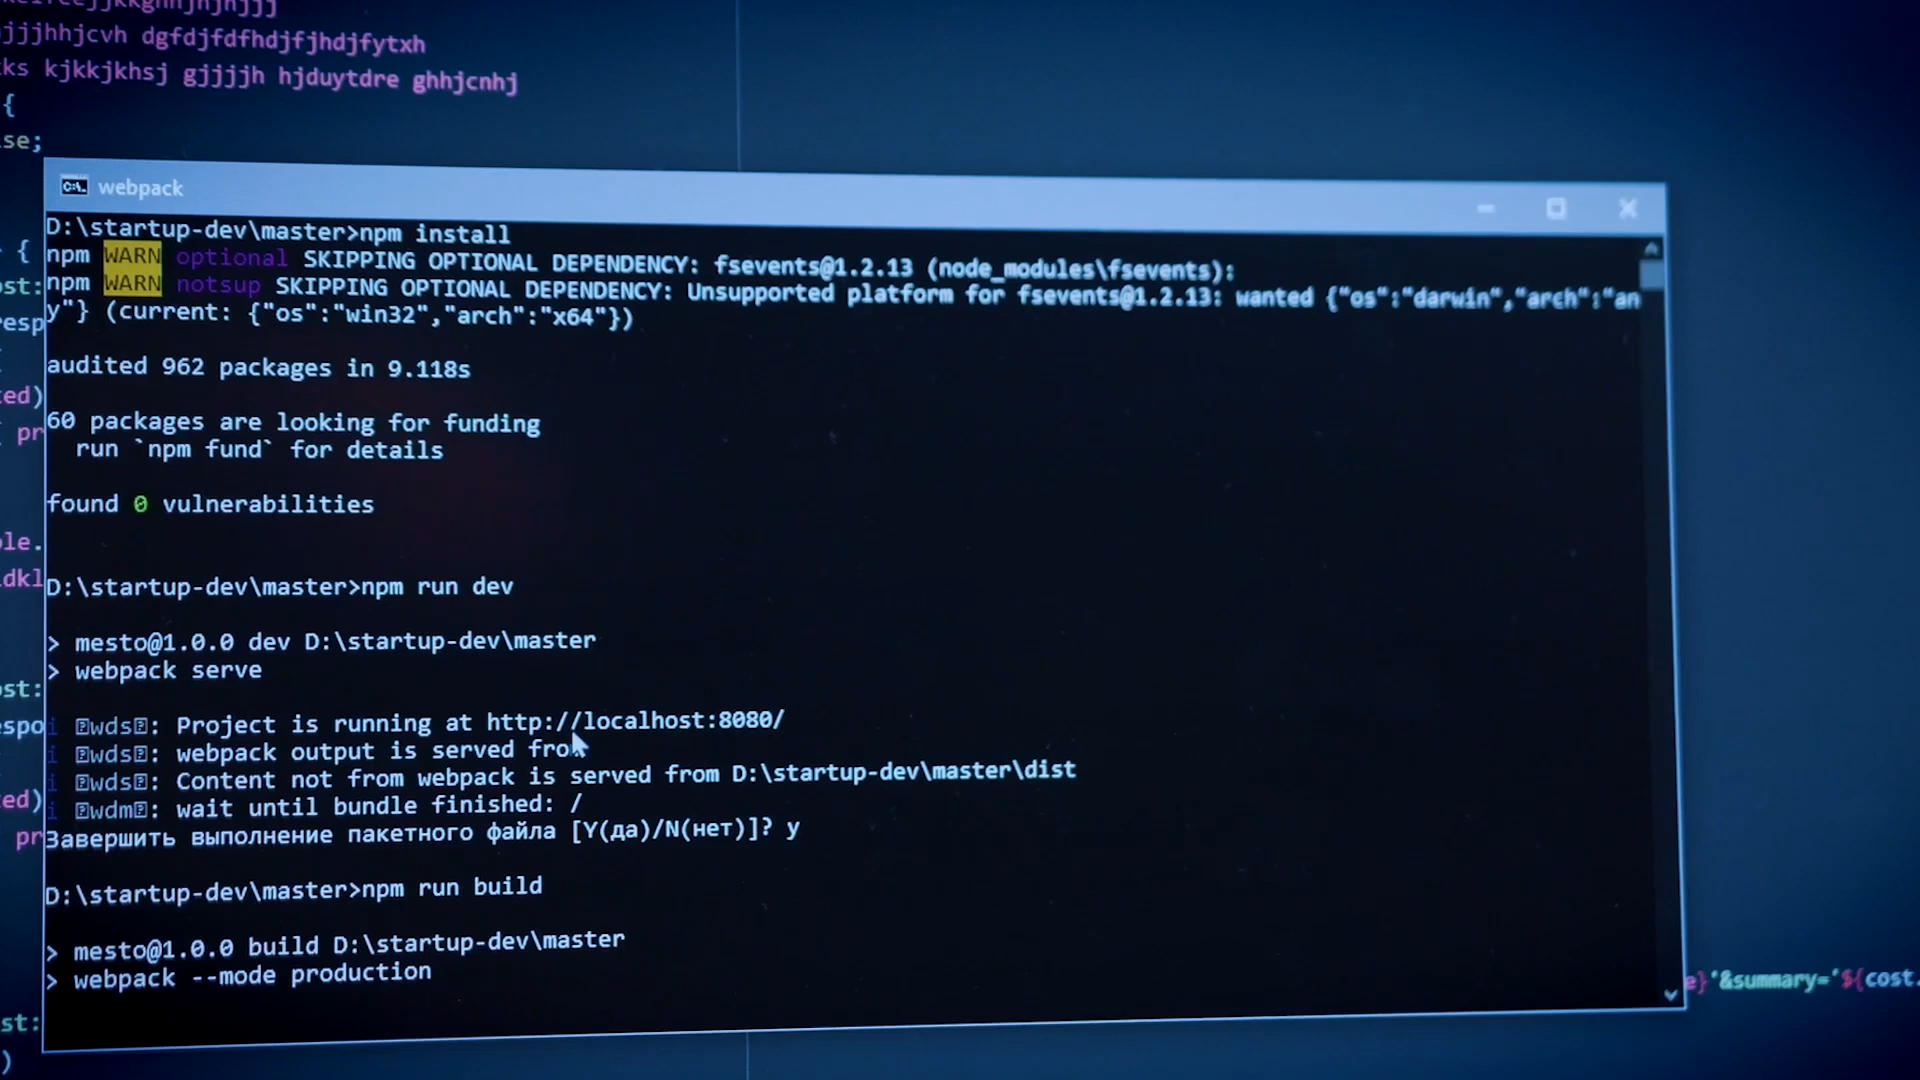 jjjhhjcvh dgfdjfdfhdjfjhdjfytxh
ks kjkkjkhsj gjjjjh hjduytdre ghhjcnhj
{
se;
webpack
D:\startup-dev\master>npm install
npm WARN optional SKIPPING OPTIONAL DEPENDENCY: fsevents@1.2.13 (node_modules\fsevents):
npm WARN notsup SKIPPING OPTIONAL DEPENDENCY: Unsupported platform for fsevents@1.2.13: wanted {"os":"darwin","arch":"an
y"} (current: {"os":"win32","arch":"x64"})
audited 962 packages in 9.118s
60 packages are looking for funding
run `npm fund` for details
found 0 vulnerabilities
D:\startup-dev\master>npm run dev
> mesto@1.0.0 dev D:\startup-dev\master
> webpack serve
i wds: Project is running at http://localhost:8080/
i wds: webpack output is served from
i wds: Content not from webpack is served from D:\startup-dev\master\dist
i wdm: wait until bundle finished: /
Завершить выполнение пакетного файла [Y(да)/N(нет)]? y
D:\startup-dev\master>npm run build
> mesto@1.0.0 build D:\startup-dev\master
> webpack --mode production
e}'&summary='${cost.